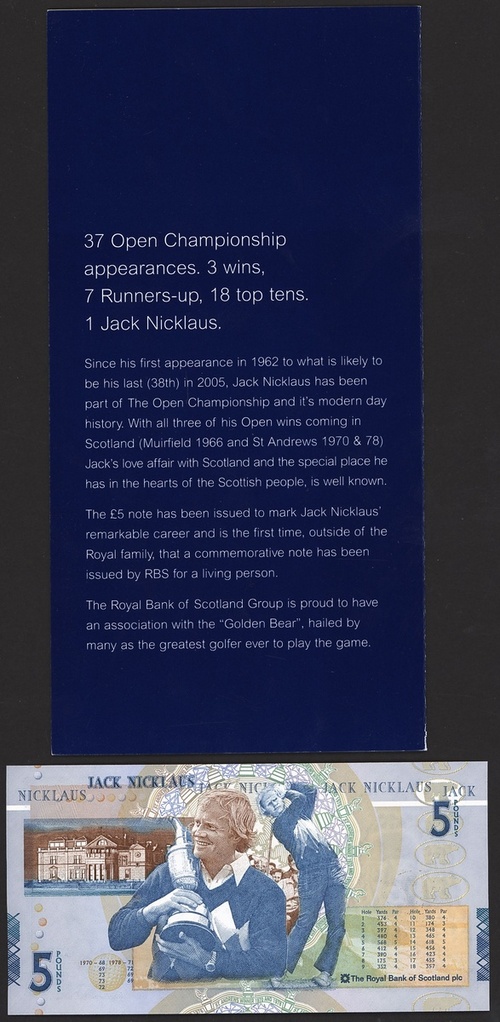 37 Open Championship
appearances. 3 wins,
7 Runners-up, 18 top tens.
1 Jack Nicklaus.
Since his first appearance in 1962 to what is likely to
be his last (38th) in 2005, Jack Nicklaus has been
part of The Open Championship and it's modern day
history. With all three of his Open wins coming in
Scotland (Muirfield 1966 and St Andrews 1970 & 78)
Jack's love affair with Scotland and the special place he
has in the hearts of the Scottish people, is well known.
The £5 note has been issued to mark Jack Nicklaus'
remarkable career and is the first time, outside of the
Royal family, that a commemorative note has been
issued by RBS for a living person.
The Royal Bank of Scotland Group is proud to have
an association with the "Golden Bear", hailed by
many as the greatest golfer ever to play the game.
JACK NICKLAUS
NICKLAUS JACK NICKLAUS JACK
5 POUNDS
Hole Yards Par Hole Yards Par
The Royal Bank of Scotland plc
5 POUNDS